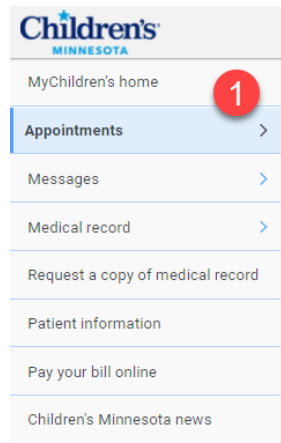 Children's
MINNESOTA
MyChildren's home
1
Appointments
Messages
Medical record
Request a copy of medical record
Patient information
Pay your bill online
Children's Minnesota news